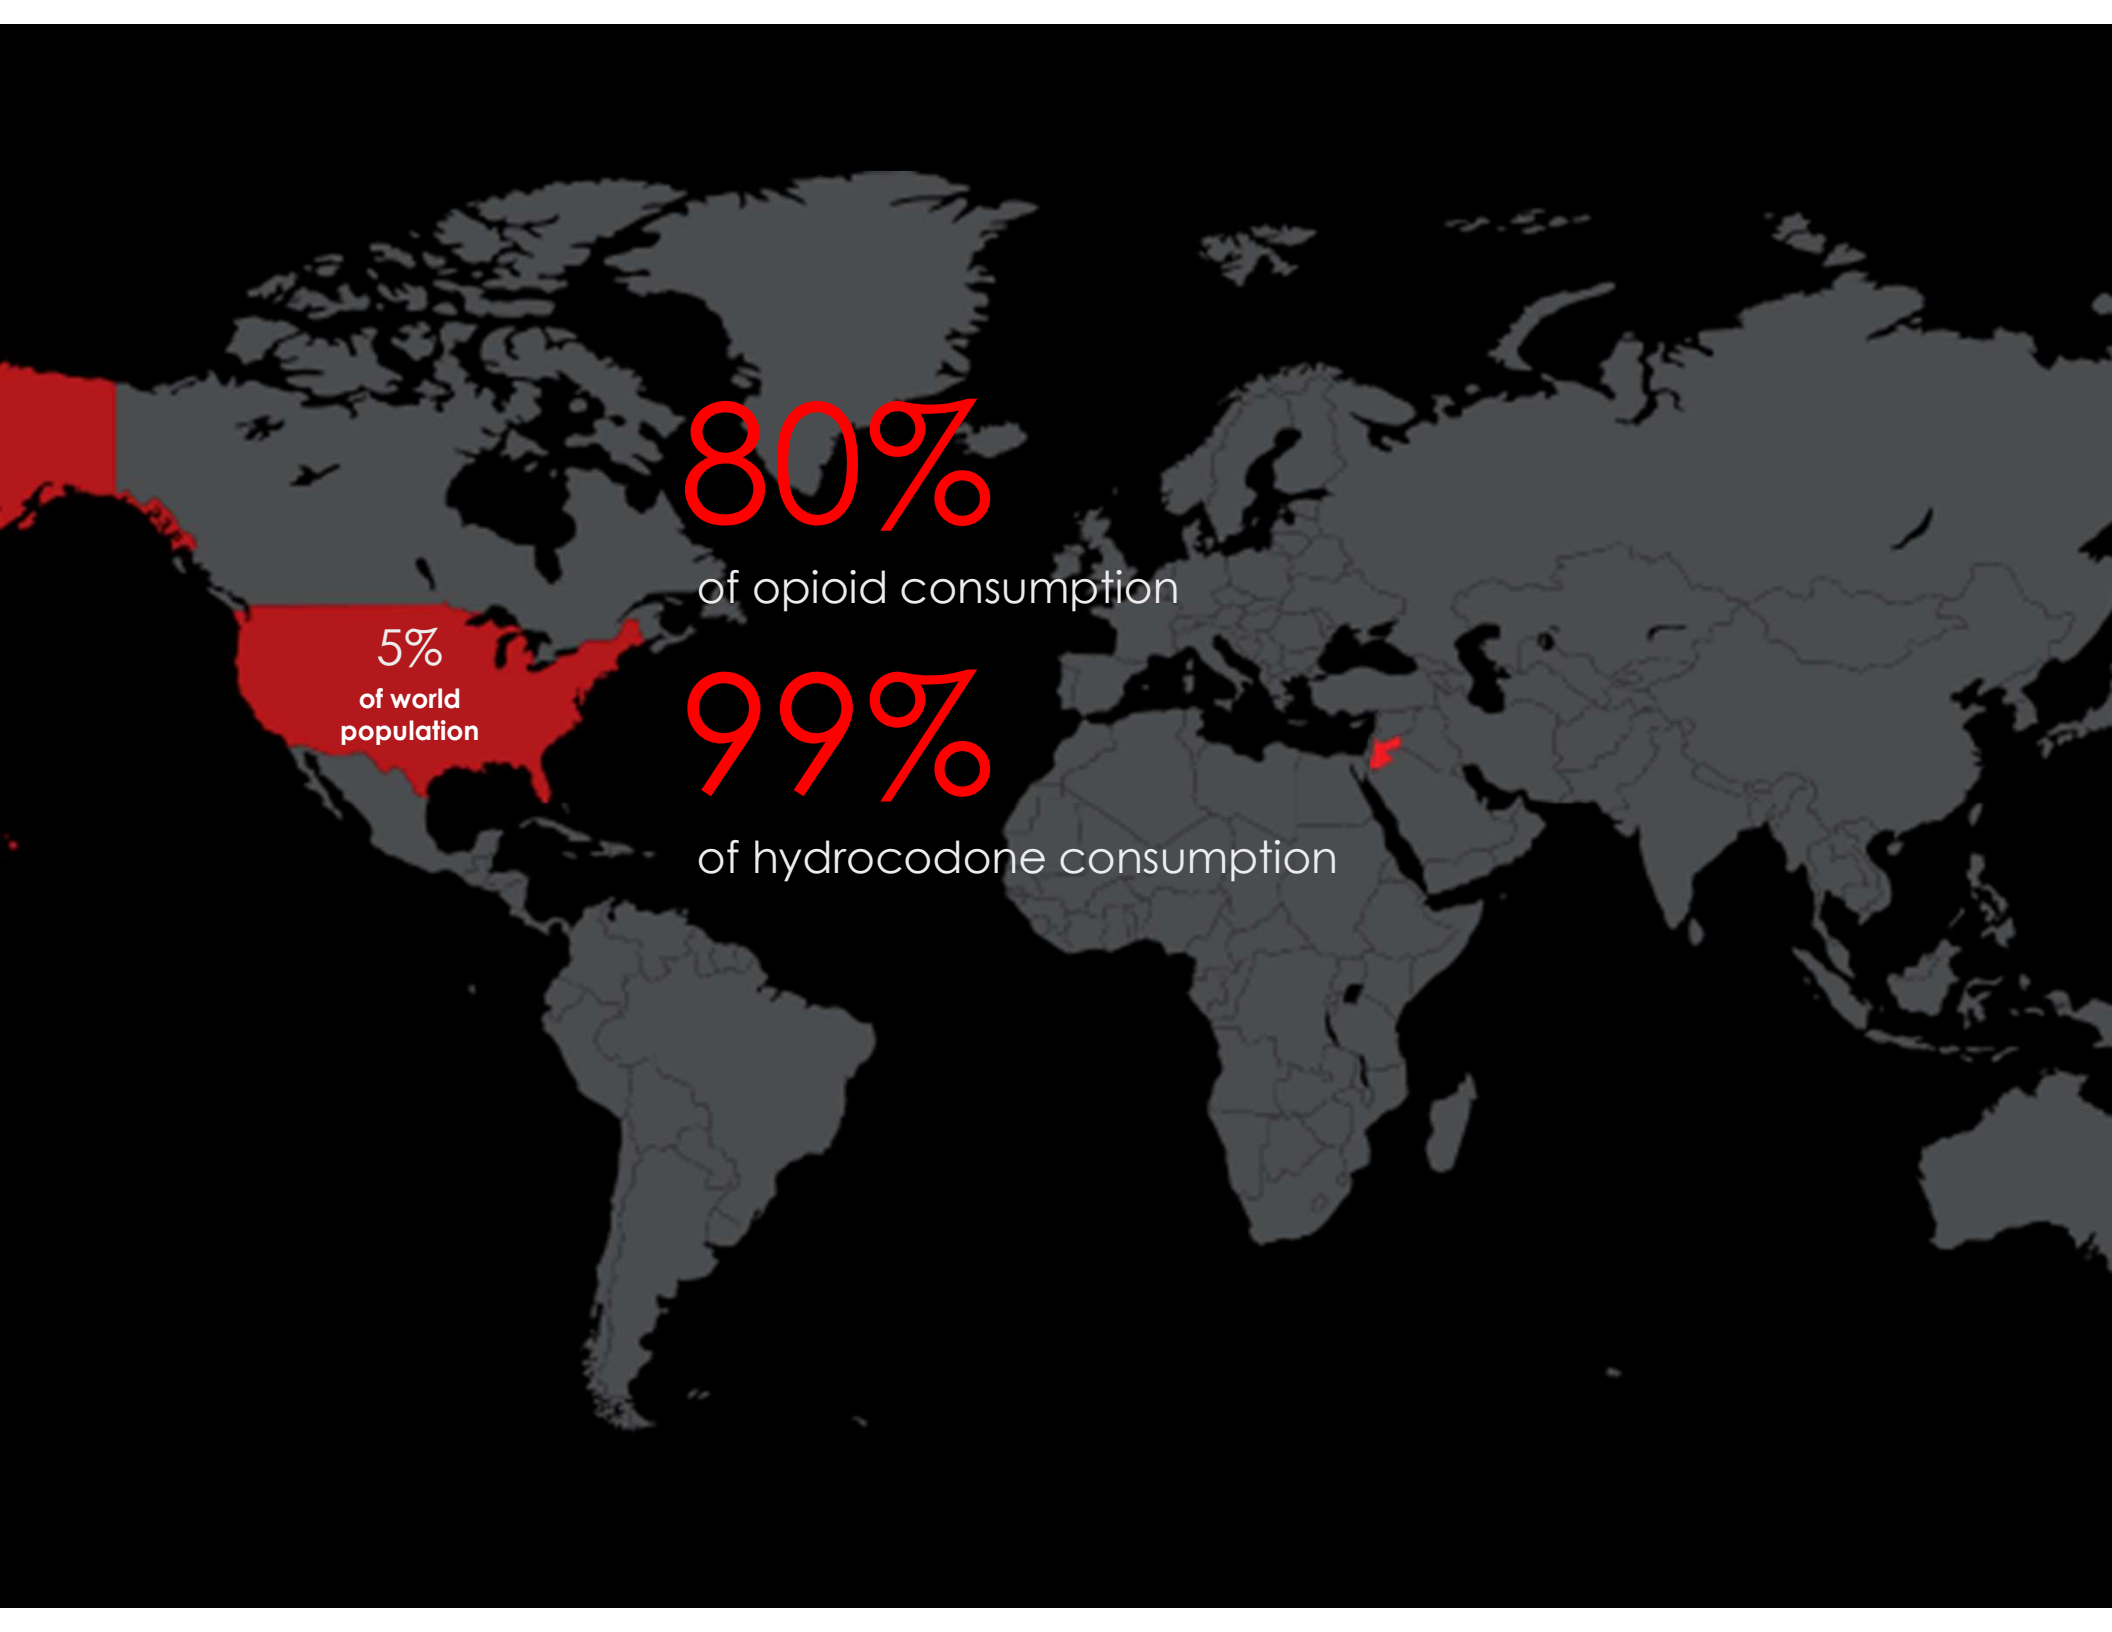 80%
of opioid consumption
5%
of world
population
99%
of hydrocodone consumption